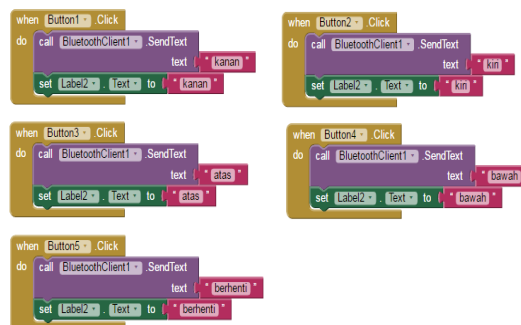 when Button1 .Click
do call BluetoothClient1 .SendText
text " kanan "
set Label2 . Text to " kanan "
when Button2 .Click
do call BluetoothClient1 .SendText
text " kiri "
set Label2 . Text to " kiri "
when Button3 .Click
do call BluetoothClient1 .SendText
text " atas "
set Label2 . Text to " atas "
when Button4 .Click
do call BluetoothClient1 .SendText
text " bawah "
set Label2 . Text to " bawah "
when Button5 .Click
do call BluetoothClient1 .SendText
text " berhenti "
set Label2 . Text to " berhenti "